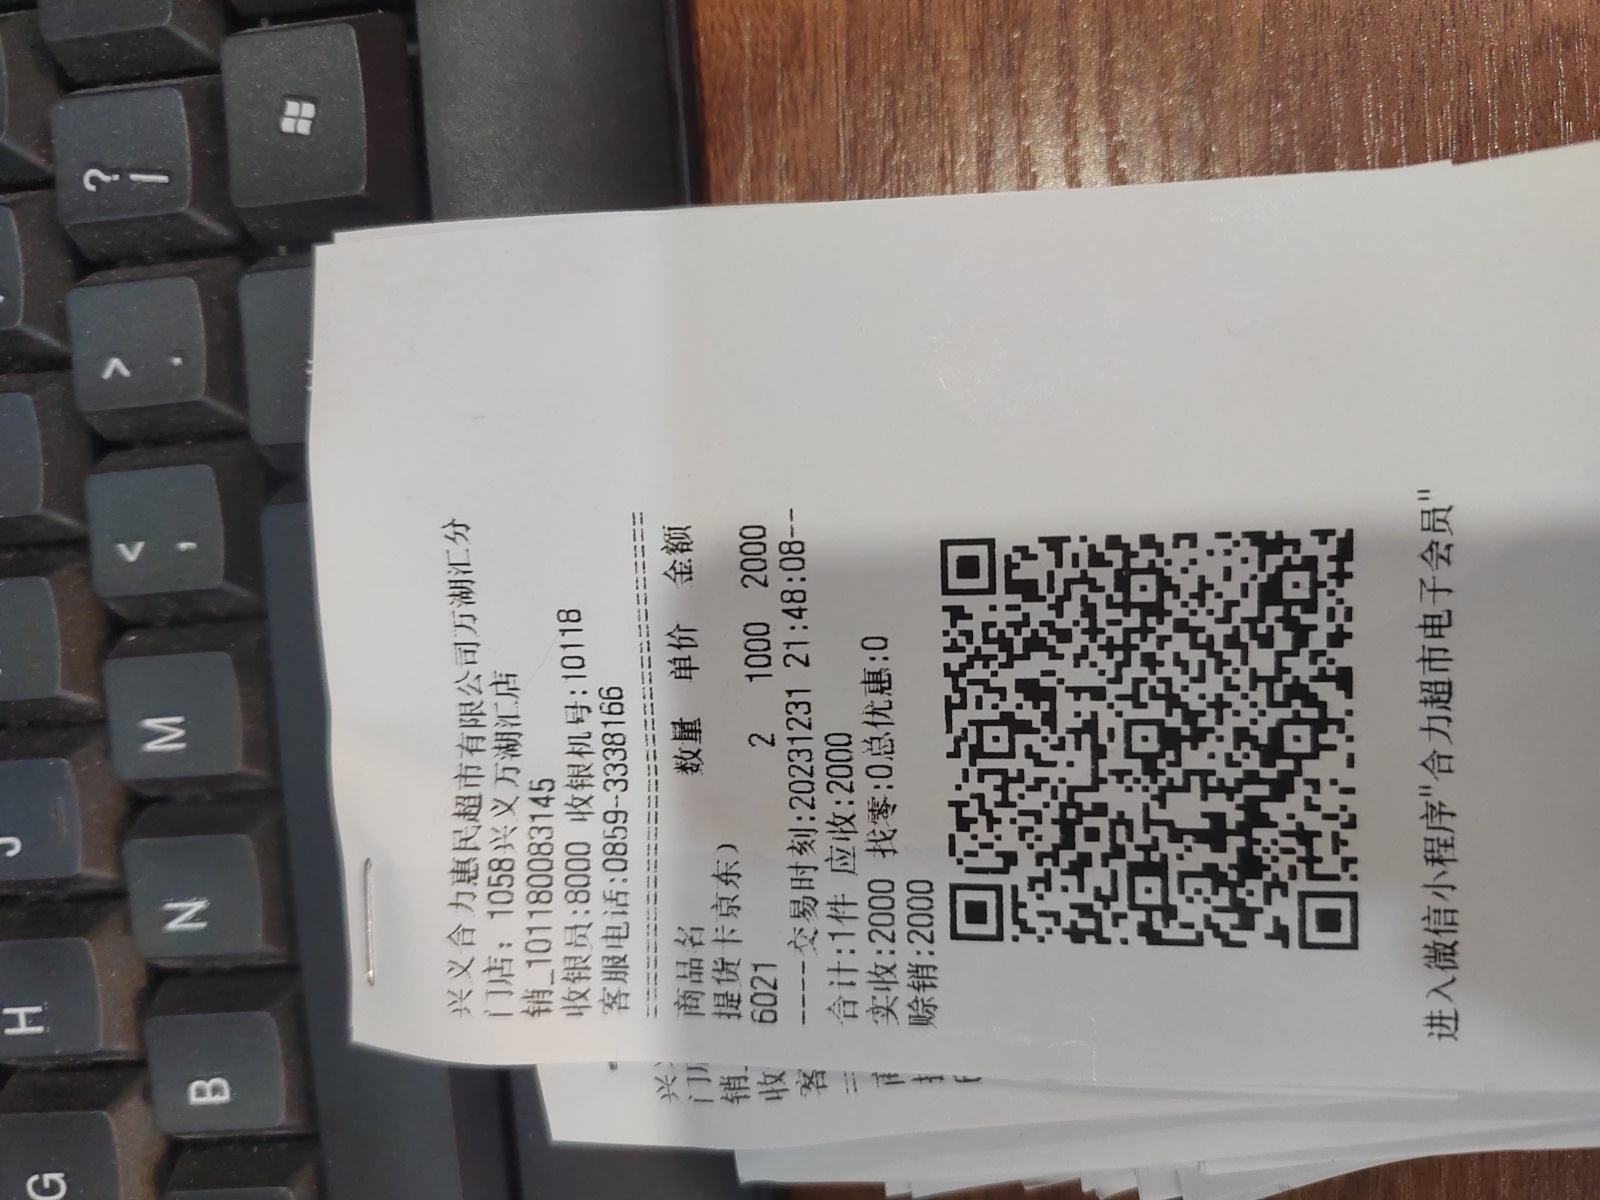 兴义合力惠民超市有限公司万湖汇分
门店: 1058兴义万湖汇店
销_101180083145
收银员:8000 收银机号:10118
客服电话:0859-3338166
商品名 数量 单价 金额
提货卡京东)
6021 2 1000 2000
----交易时刻:20231231 21:48:08--
合计:1件 应收:2000
实收:2000 找零:0总优惠:0
赊销:2000
进入微信小程序"合力超市电子会员"
门
销_
收
客
?
/
>
.
<
,
M
N
B
J
H
G